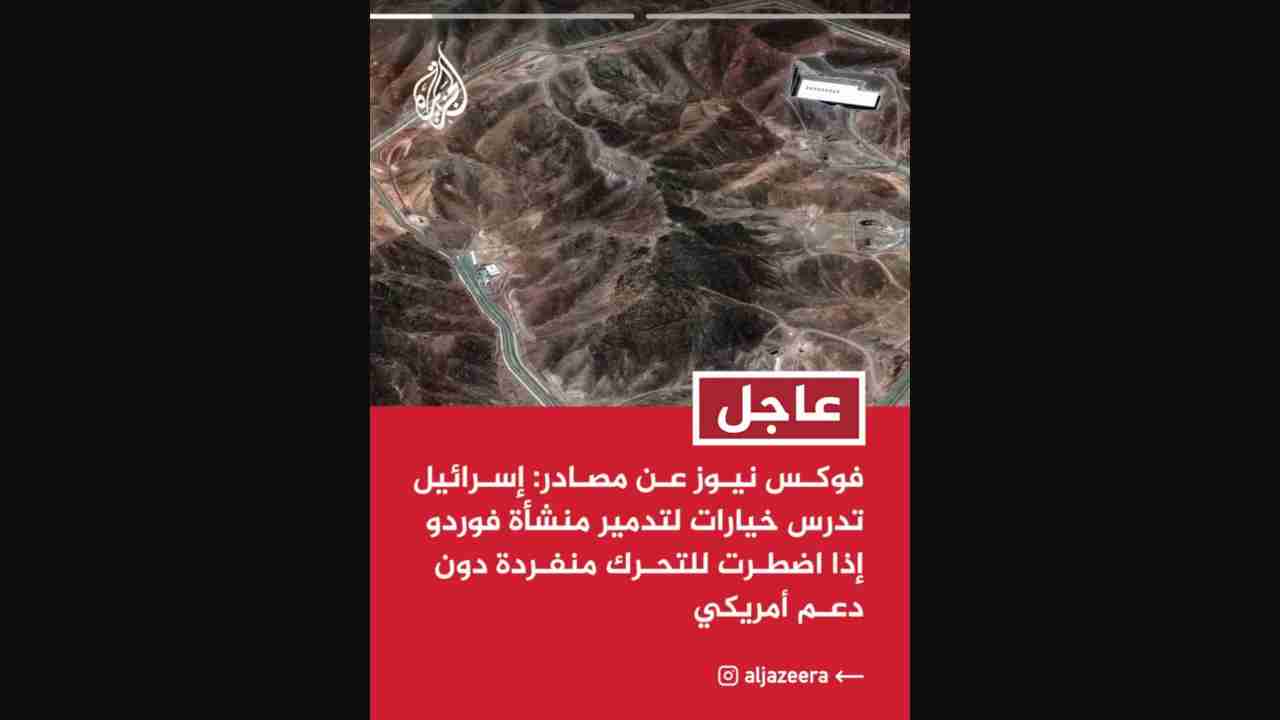 الجزيرة
عاجل
فوكس نيوز عن مصادر: إسرائيل
تدرس خيارات لتدمير منشأة فوردو
إذا اضطرت للتحرك منفردة دون
دعم أمريكي
aljazeera